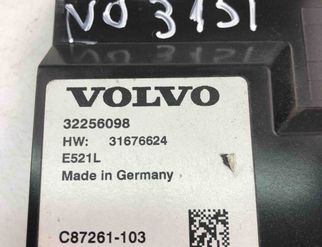 NO 3151
VOLVO
32256098
HW: 31676624
E521L
Made in Germany
C87261-103